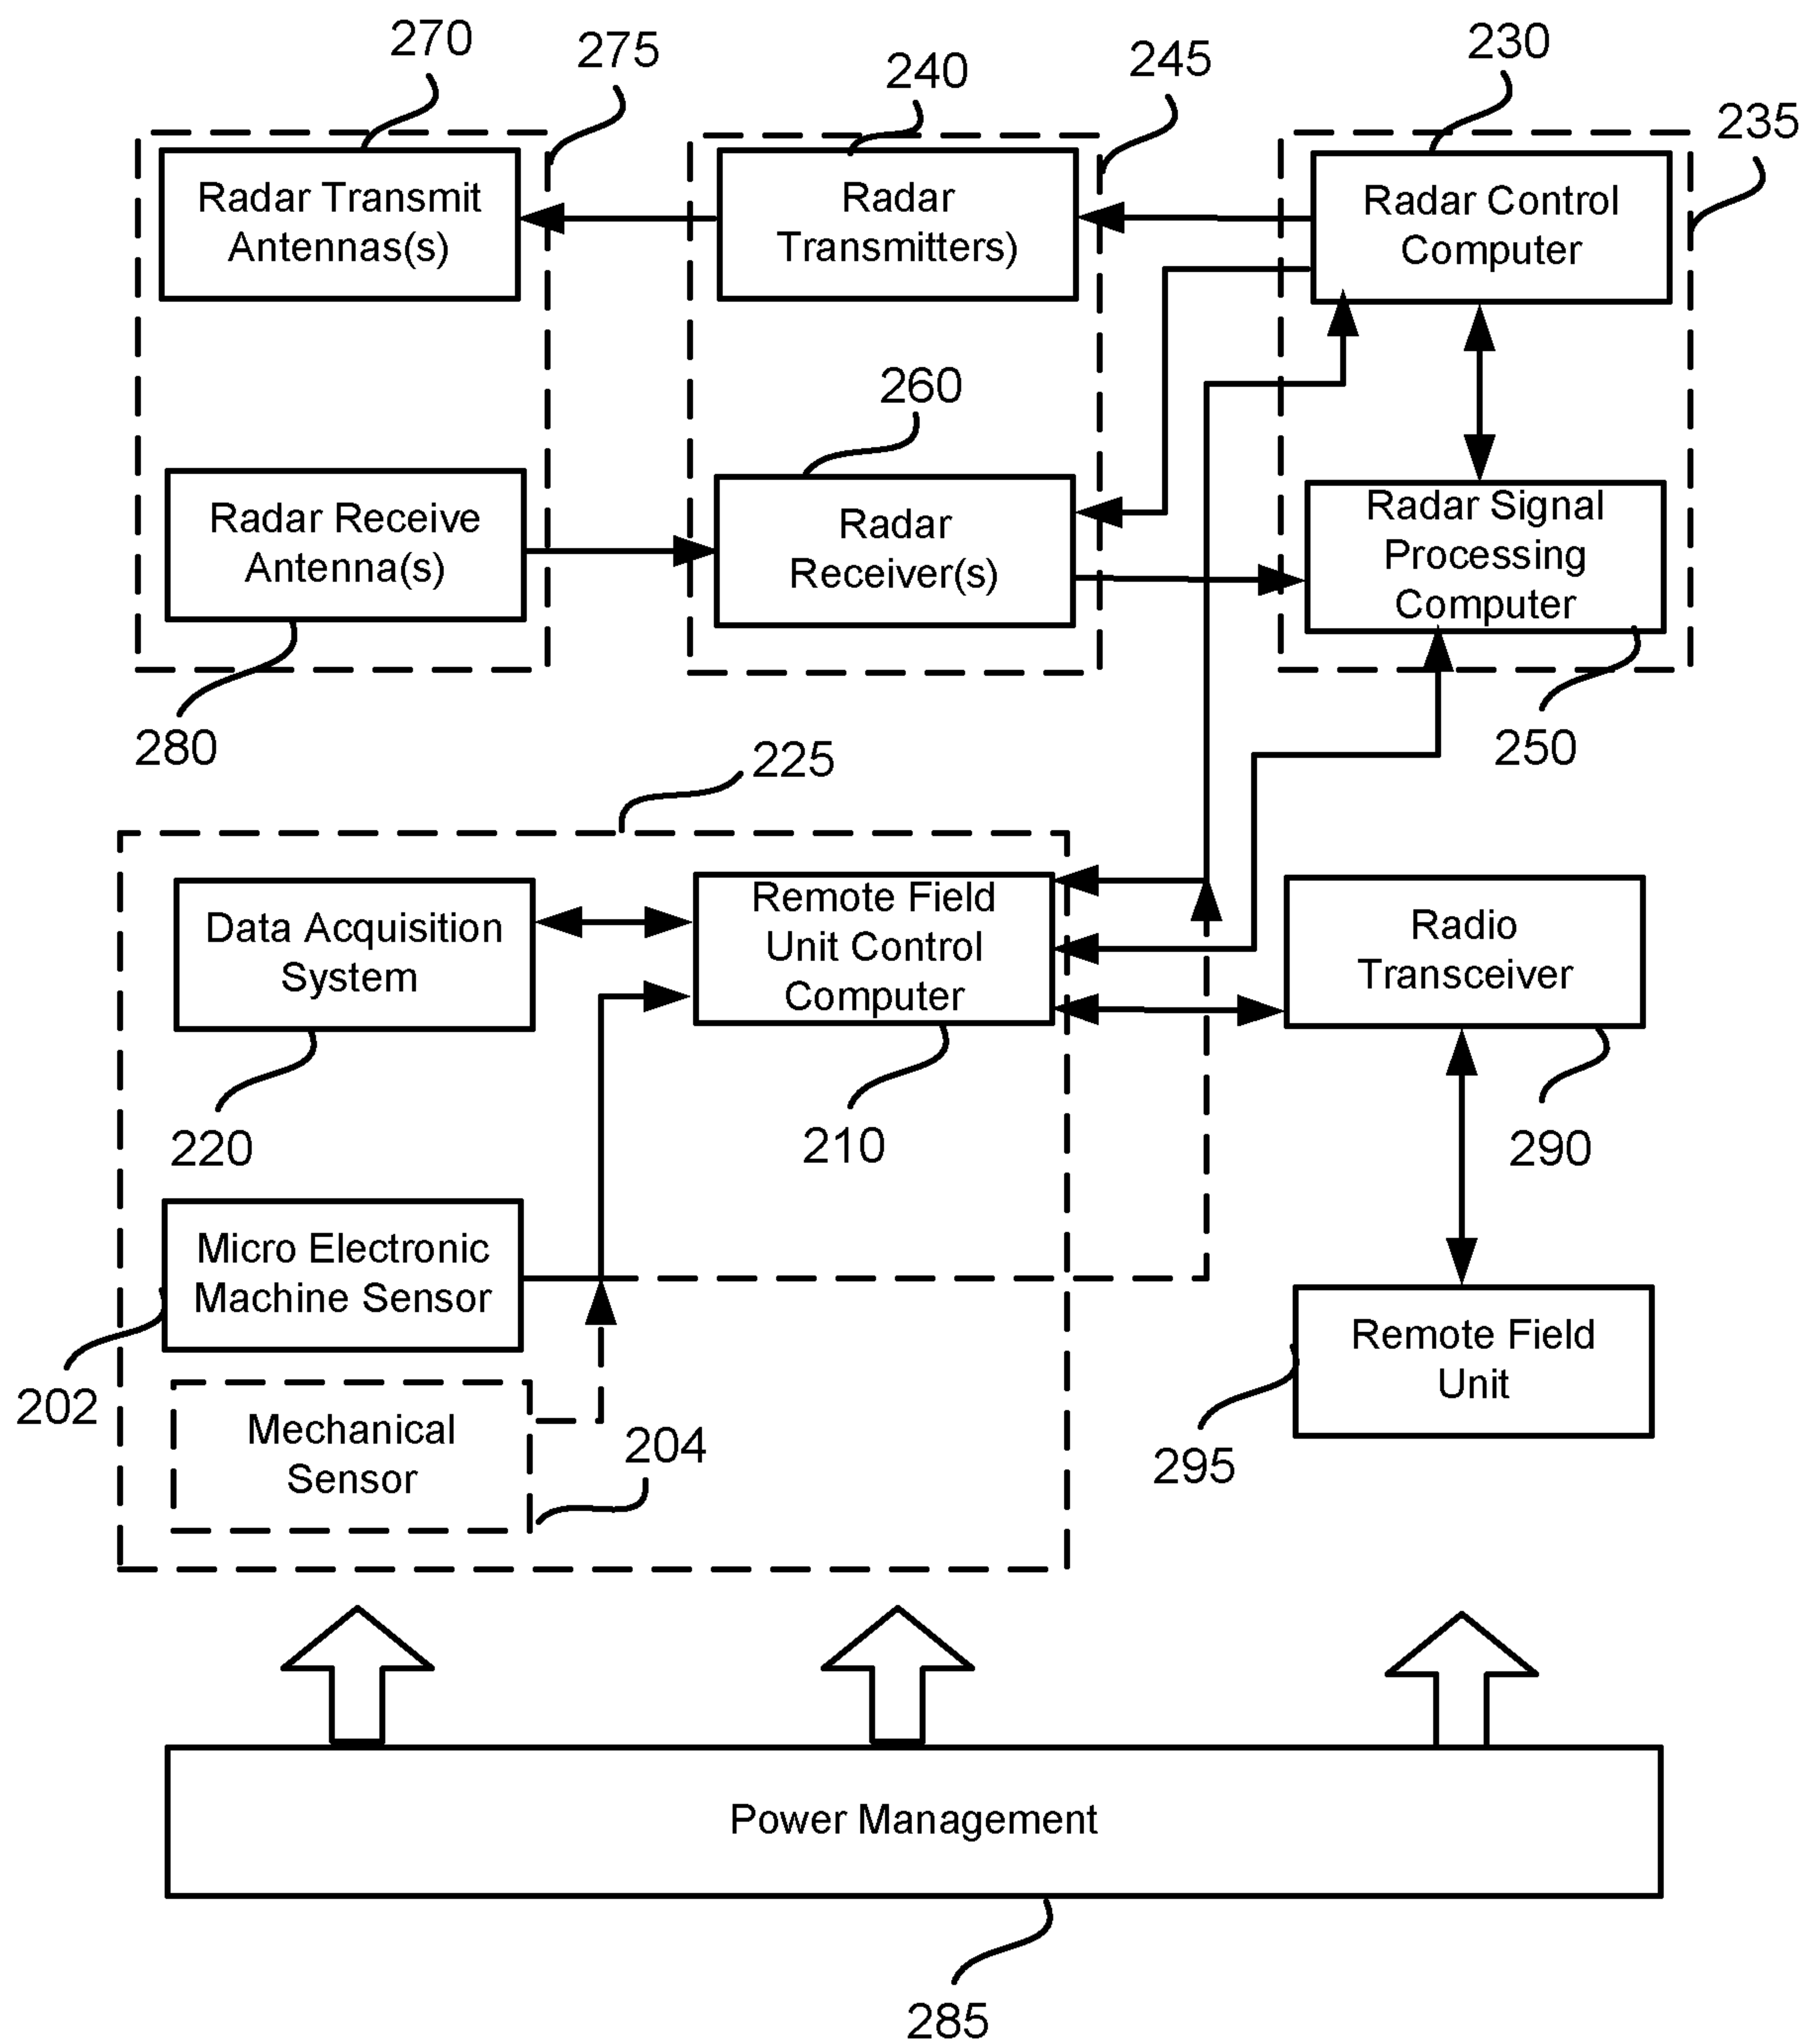 270
275
240
245
230
235
Radar Transmit
Antennas(s)
Radar
Transmitters)
Radar Control
Computer
260
Radar Receive
Antenna(s)
Radar
Receiver(s)
Radar Signal
Processing
Computer
280
225
250
Data Acquisition
System
Remote Field
Unit Control
Computer
Radio
Transceiver
220
210
290
Micro Electronic
Machine Sensor
202
Mechanical
Sensor
204
Remote Field
Unit
295
Power Management
285